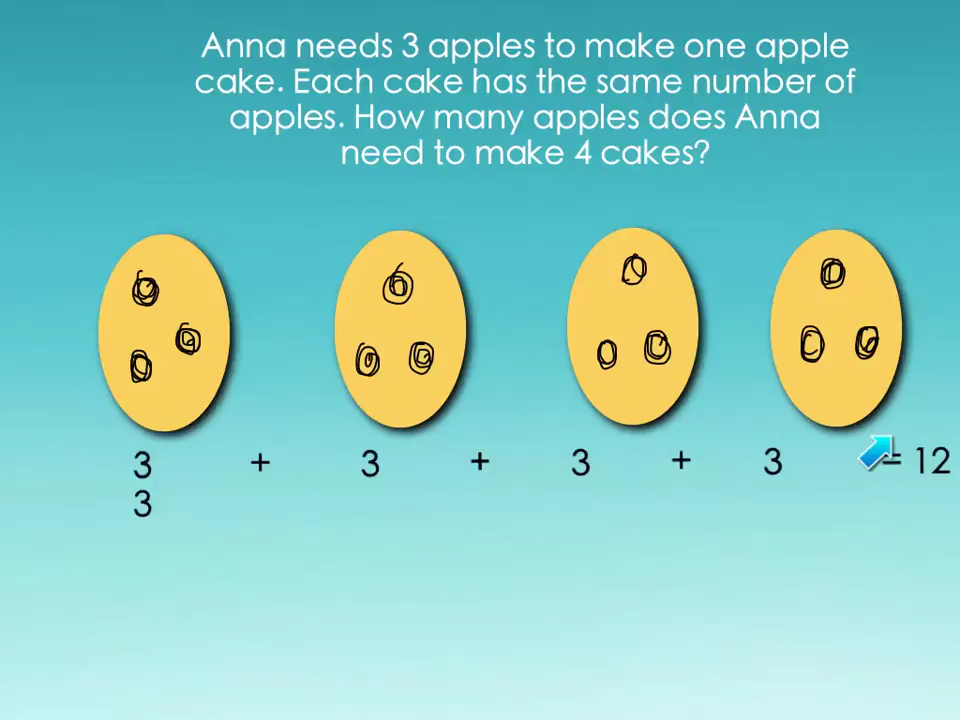 Anna needs 3 apples to make one apple
cake. Each cake has the same number of
apples. How many apples does Anna
need to make 4 cakes?
3 + 3 + 3 + 3 = 12
3